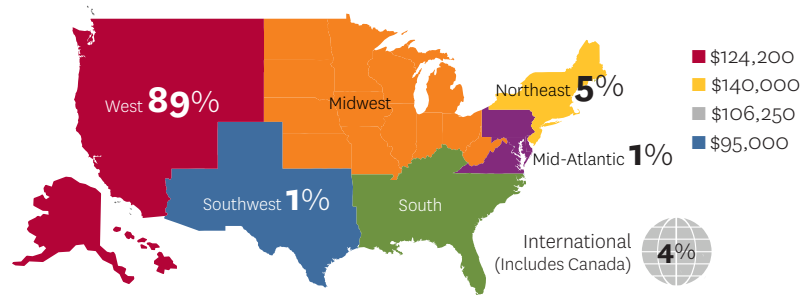 West 89%
Midwest
Northeast 5%
Mid-Atlantic 1%
Southwest 1%
South
International
(Includes Canada)
4%
$124,200
$140,000
$106,250
$95,000